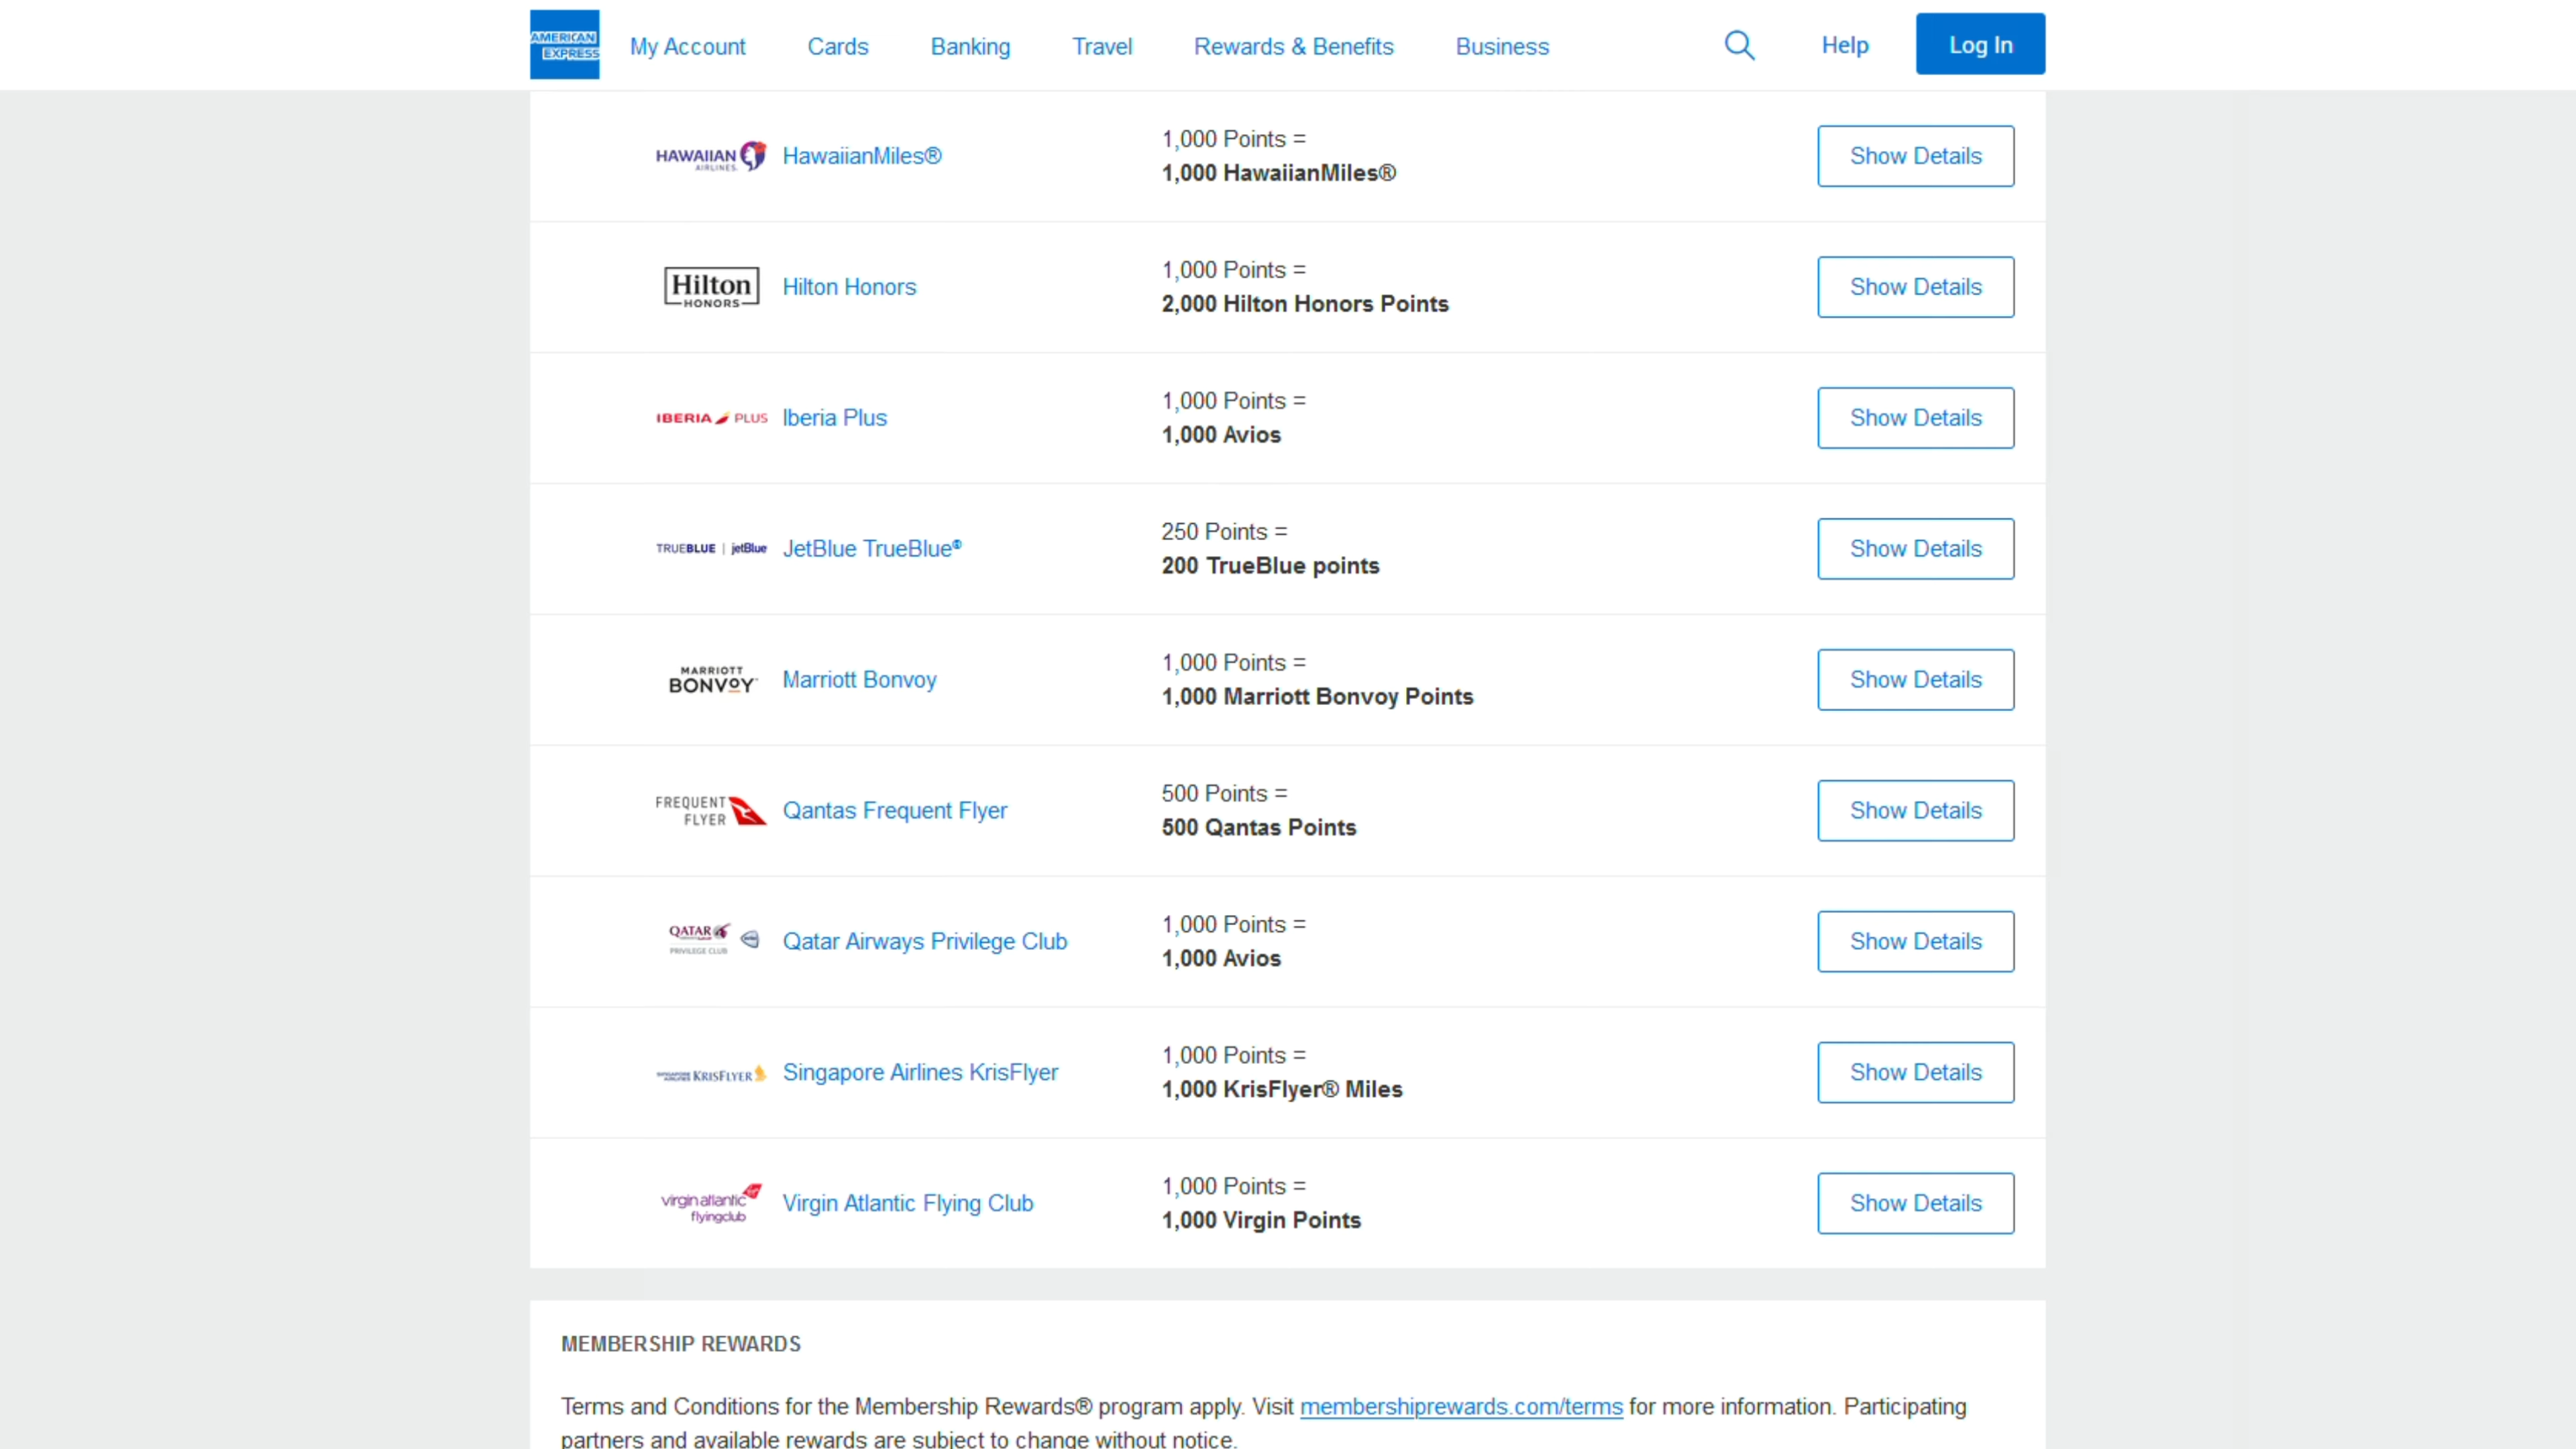 AMERICAN
EXPRESS
My Account
Cards
Banking
Travel
Rewards & Benefits
Business
Help
Log In
HAWAIIAN
AIRLINES.
HawaiianMiles®
1,000 Points =
1,000 HawaiianMiles®
Show Details
Hilton
HONORS
Hilton Honors
1,000 Points =
2,000 Hilton Honors Points
Show Details
IBERIA PLUS
Iberia Plus
1,000 Points =
1,000 Avios
Show Details
TRUEBLUE | jetBlue
JetBlue TrueBlue®
250 Points =
200 TrueBlue points
Show Details
MARRIOTT
BONVOY
Marriott Bonvoy
1,000 Points =
1,000 Marriott Bonvoy Points
Show Details
FREQUENT
FLYER
Qantas Frequent Flyer
500 Points =
500 Qantas Points
Show Details
QATAR
PRIVILEGE CLUB
Qatar Airways Privilege Club
1,000 Points =
1,000 Avios
Show Details
SINGAPORE
AIRLINES KRISFLYER
Singapore Airlines KrisFlyer
1,000 Points =
1,000 KrisFlyer® Miles
Show Details
virgin atlantic
flyingclub
Virgin Atlantic Flying Club
1,000 Points =
1,000 Virgin Points
Show Details
MEMBERSHIP REWARDS
Terms and Conditions for the Membership Rewards® program apply. Visit membershiprewards.com/terms for more information. Participating
partners and available rewards are subject to change without notice.